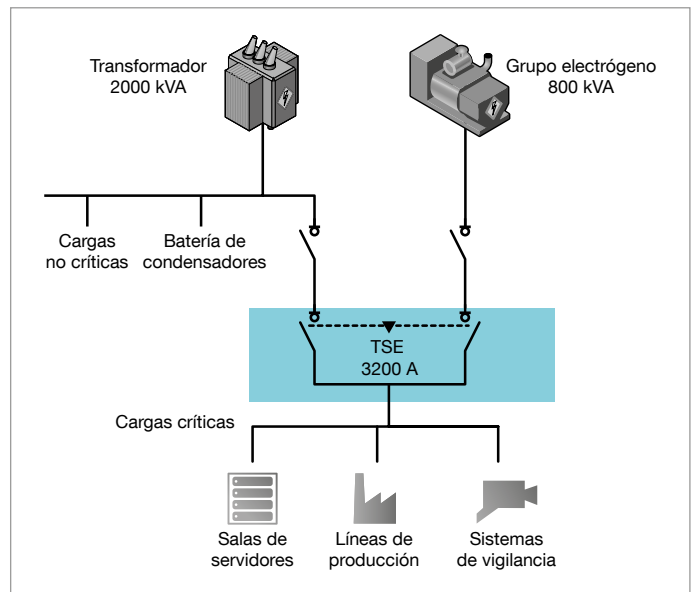 Transformador
2000 kVA
Grupo electrógeno
800 kVA
Cargas
no críticas
Batería de
condensadores
TSE
3200 A
Cargas críticas
Salas de
servidores
Líneas de
producción
Sistemas
de vigilancia